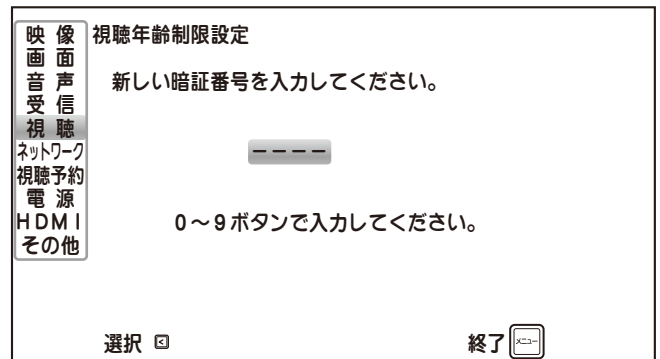 映 像
画 面
音 声
受 信
視 聴
ネットワーク
視聴予約
電 源
HDMI
その他
視聴年齢制限設定
新しい暗証番号を入力してください。
----
0～9ボタンで入力してください。
選択
終了 メニュー